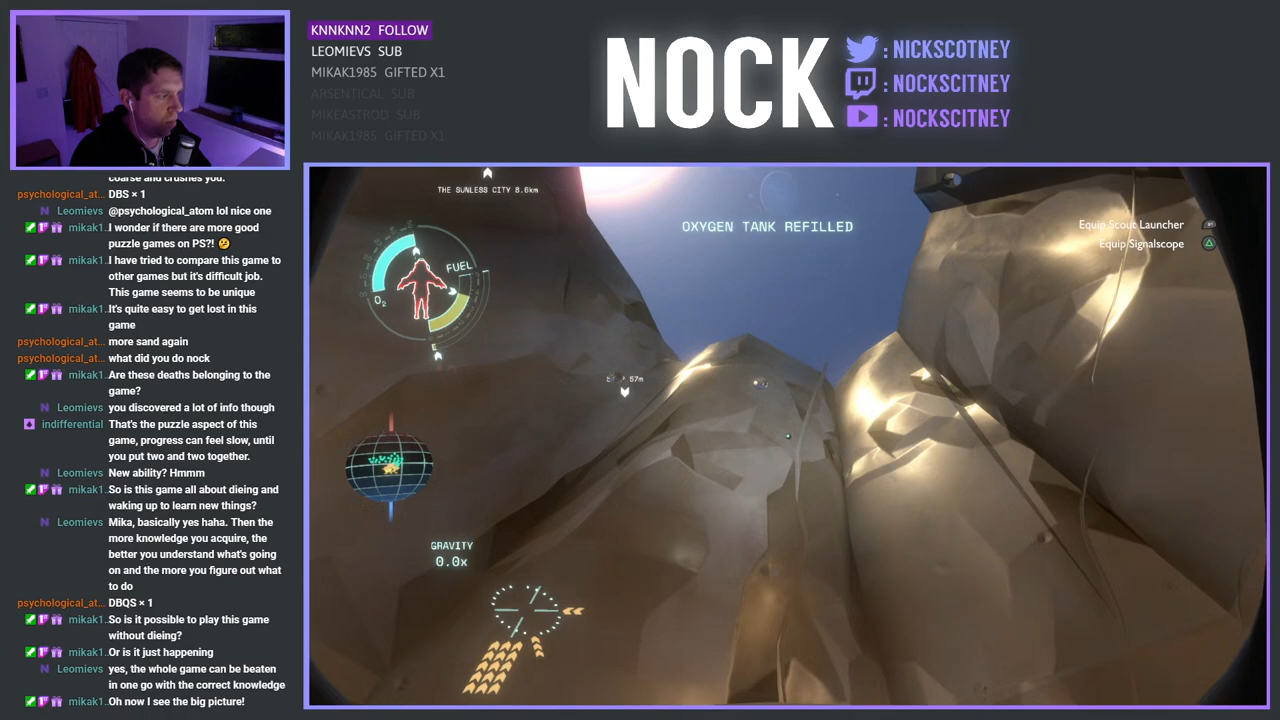 KNNKNN2 FOLLOW
LEOMIEVS SUB
MIKAK1985 GIFTED X1
ARSENTICAL SUB
MIKEASTROD SUB
MIKAK1985 GIFTED X1
NOCK
: NICKSCOTNEY
: NOCKSCITNEY
: NOCKSCITNEY
coarse and crushes you.
psychological_at... DBS × 1
Leomievs @psychological_atom lol nice one
mikak1.. I wonder if there are more good
puzzle games on PS?! 🤔
mikak1.. I have tried to compare this game to
other games but it's difficult job.
This game seems to be unique
mikak1.. It's quite easy to get lost in this
game
psychological_at... more sand again
psychological_at... what did you do nock
mikak1.. Are these deaths belonging to the
game?
Leomievs you discovered a lot of info though
indifferential That's the puzzle aspect of this
game, progress can feel slow, until
you put two and two together.
Leomievs New ability? Hmmm
mikak1.. So is this game all about dieing and
waking up to learn new things?
Leomievs Mika, basically yes haha. Then the
more knowledge you acquire, the
better you understand what's going
on and the more you figure out what
to do
psychological_at... DBQS × 1
mikak1.. So is it possible to play this game
without dieing?
mikak1.. Or is it just happening
Leomievs yes, the whole game can be beaten
in one go with the correct knowledge
mikak1.. Oh now I see the big picture!
THE SUNLESS CITY 8.6km
OXYGEN TANK REFILLED
Equip Scout Launcher
Equip Signalscope
FUEL
O2
E
57m
GRAVITY
0.0x